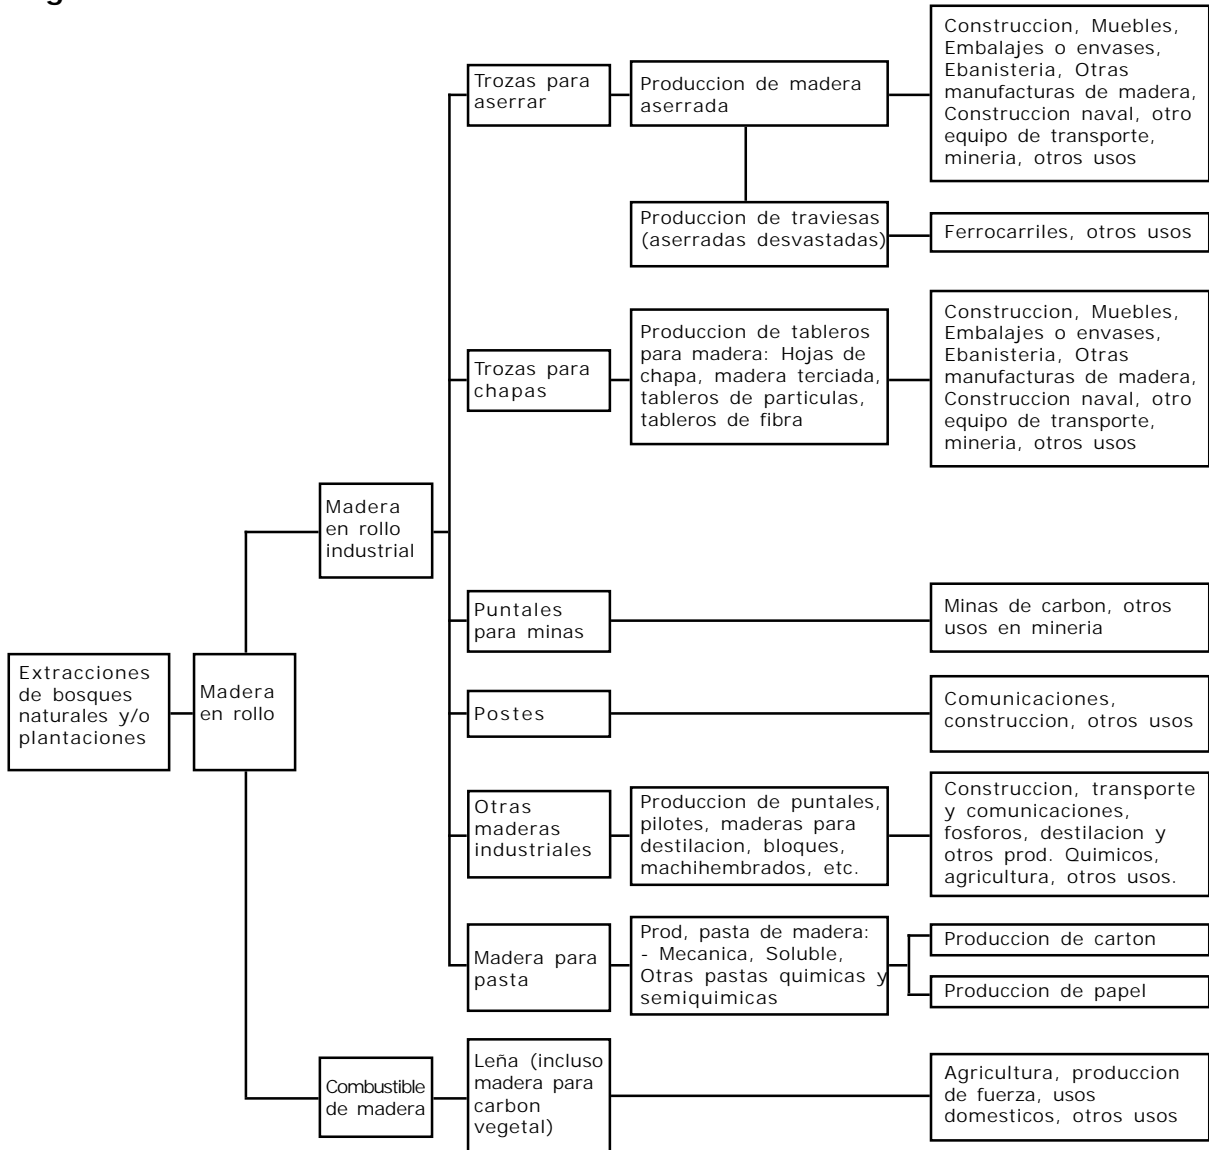 Construccion, Muebles,
Embalajes o envases,
Ebanisteria, Otras
manufacturas de madera,
Construccion naval, otro
equipo de transporte,
mineria, otros usos
Trozas para
aserrar
Produccion de madera
aserrada
Produccion de traviesas
(aserradas desvastadas)
Ferrocarriles, otros usos
Construccion, Muebles,
Embalajes o envases,
Ebanisteria, Otras
manufacturas de madera,
Construccion naval, otro
equipo de transporte,
mineria, otros usos
Produccion de tableros
para madera: Hojas de
chapa, madera terciada,
tableros de particulas,
tableros de fibra
Trozas para
chapas
Madera
en rollo
industrial
Puntales
para minas
Minas de carbon, otros
usos en mineria
Extracciones
de bosques
naturales y/o
plantaciones
Madera
en rollo
Postes
Comunicaciones,
construccion, otros usos
Otras
maderas
industriales
Produccion de puntales,
pilotes, maderas para
destilacion, bloques,
machihembrados, etc.
Construccion, transporte
y comunicaciones,
fosforos, destilacion y
otros prod. Quimicos,
agricultura, otros usos.
Madera para
pasta
Prod, pasta de madera:
- Mecanica, Soluble,
Otras pastas quimicas y
semiquimicas
Produccion de carton
Produccion de papel
Combustible
de madera
Leña (incluso
madera para
carbon
vegetal)
Agricultura, produccion
de fuerza, usos
domesticos, otros usos